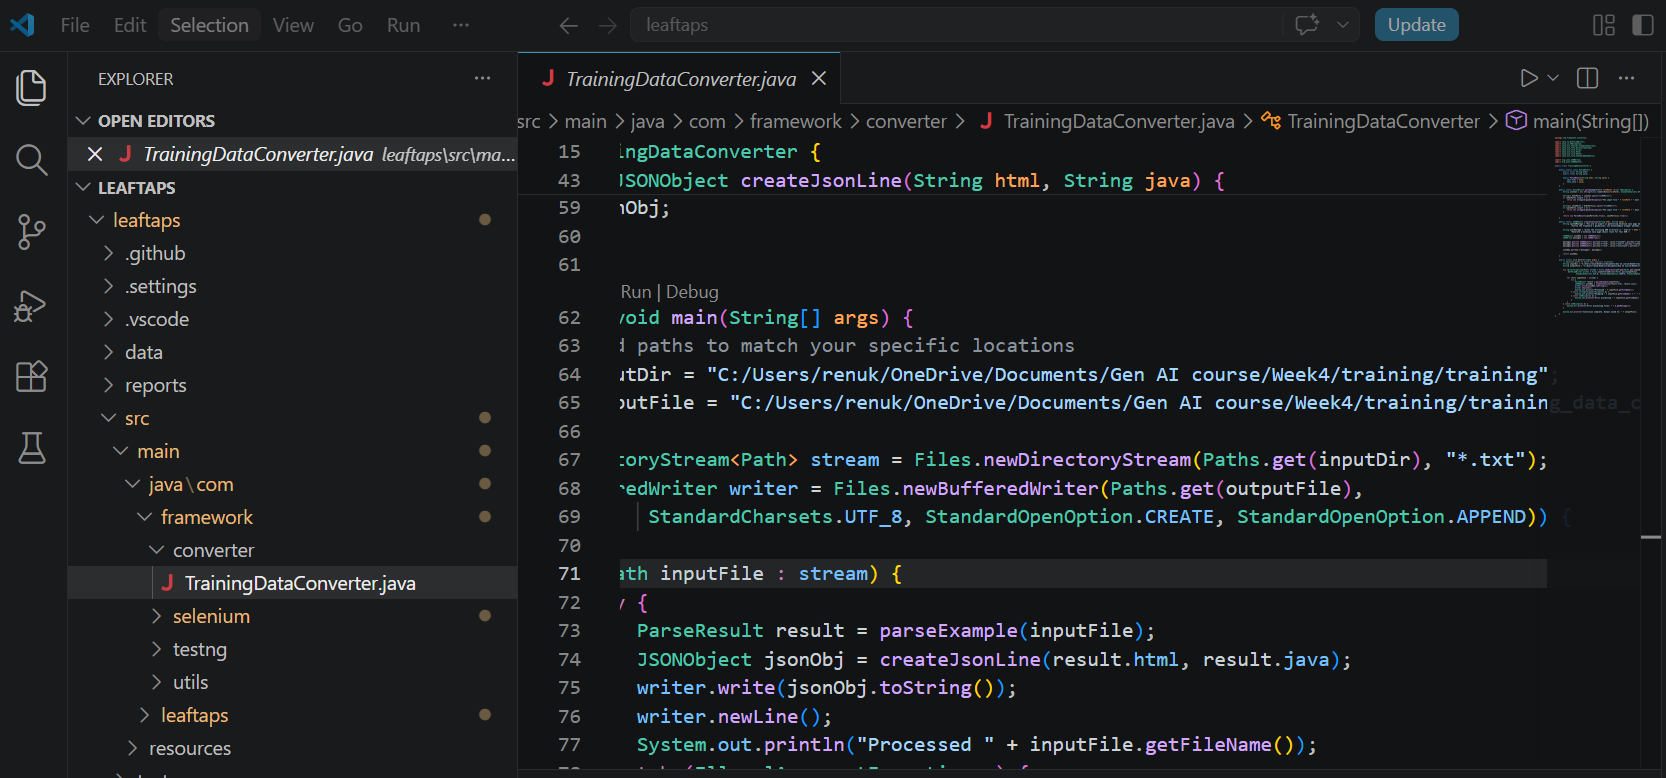 File Edit Selection View Go Run ··· leaftaps Update
EXPLORER ···
OPEN EDITORS
TrainingDataConverter.java leaftaps\src\ma...
LEAFTAPS
leaftaps
.github
.settings
.vscode
data
reports
src
main
java\com
framework
converter
TrainingDataConverter.java
selenium
testng
utils
leaftaps
resources
TrainingDataConverter.java
src > main > java > com > framework > converter > TrainingDataConverter.java > TrainingDataConverter > main(String[])
15 ingDataConverter {
43 JSONObject createJsonLine(String html, String java) {
59 nObj;
60
61
Run | Debug
62 void main(String[] args) {
63 d paths to match your specific locations
64 utDir = "C:/Users/renuk/OneDrive/Documents/Gen AI course/Week4/training/training";
65 putFile = "C:/Users/renuk/OneDrive/Documents/Gen AI course/Week4/training/training_data_c
66
67 toryStream<Path> stream = Files.newDirectoryStream(Paths.get(inputDir), "*.txt");
68 redWriter writer = Files.newBufferedWriter(Paths.get(outputFile),
69 StandardCharsets.UTF_8, StandardOpenOption.CREATE, StandardOpenOption.APPEND)) {
70
71 ath inputFile : stream) {
72 y {
73 ParseResult result = parseExample(inputFile);
74 JSONObject jsonObj = createJsonLine(result.html, result.java);
75 writer.write(jsonObj.toString());
76 writer.newLine();
77 System.out.println("Processed " + inputFile.getFileName());